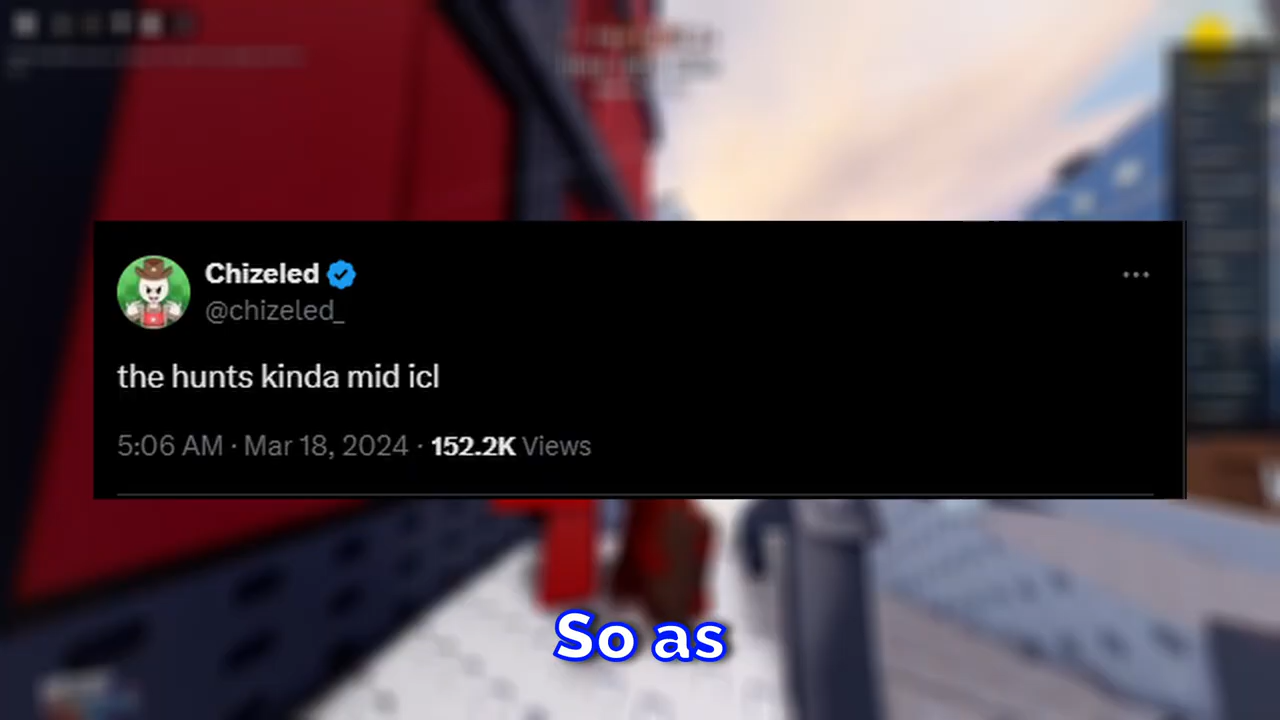 Chizeled
@chizeled_
the hunts kinda mid icl
5:06 AM · Mar 18, 2024 · 152.2K Views
So as